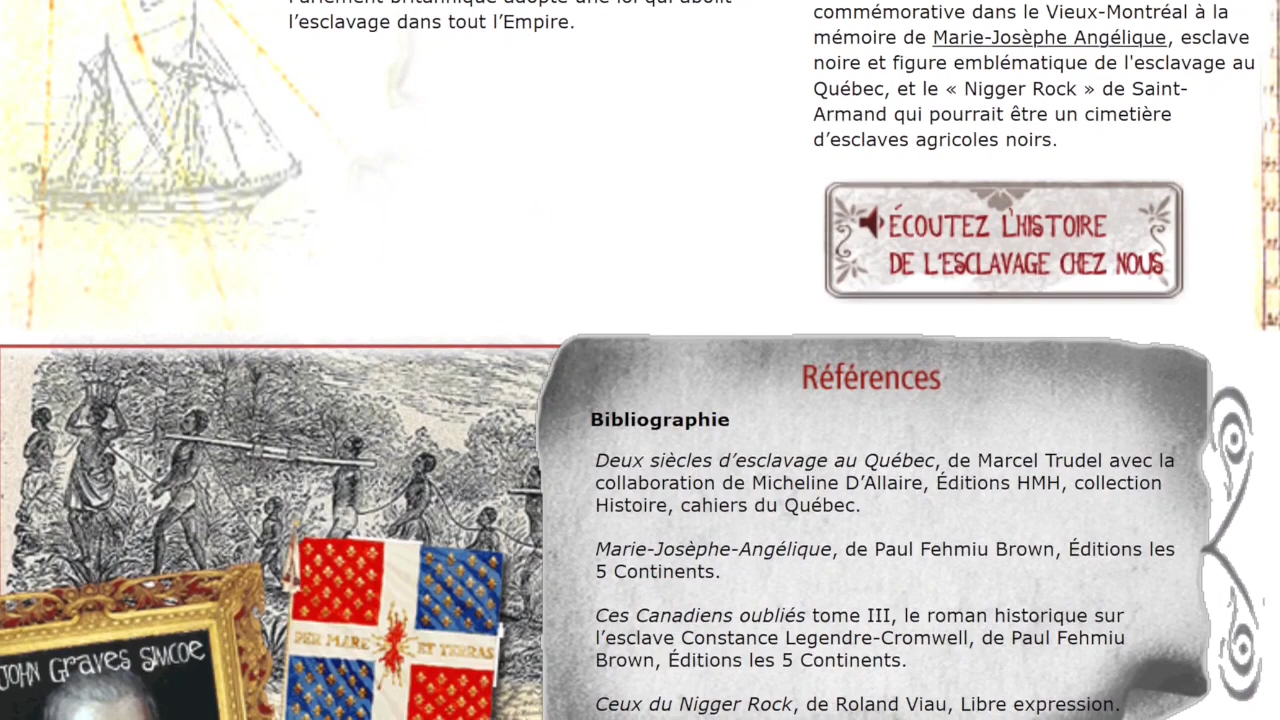 l’esclavage dans tout l’Empire.
commémorative dans le Vieux-Montréal à la
mémoire de Marie-Josèphe Angélique, esclave
noire et figure emblématique de l'esclavage au
Québec, et le « Nigger Rock » de Saint-
Armand qui pourrait être un cimetière
d’esclaves agricoles noirs.
ÉCOUTEZ L'HISTOIRE
DE L'ESCLAVAGE CHEZ NOUS
Références
Bibliographie
Deux siècles d’esclavage au Québec, de Marcel Trudel avec la
collaboration de Micheline D’Allaire, Éditions HMH, collection
Histoire, cahiers du Québec.
Marie-Josèphe-Angélique, de Paul Fehmiu Brown, Éditions les
5 Continents.
Ces Canadiens oubliés tome III, le roman historique sur
l’esclave Constance Legendre-Cromwell, de Paul Fehmiu
Brown, Éditions les 5 Continents.
Ceux du Nigger Rock, de Roland Viau, Libre expression.
PER MARE ET TERRAS
JOHN Graves SIMCOE